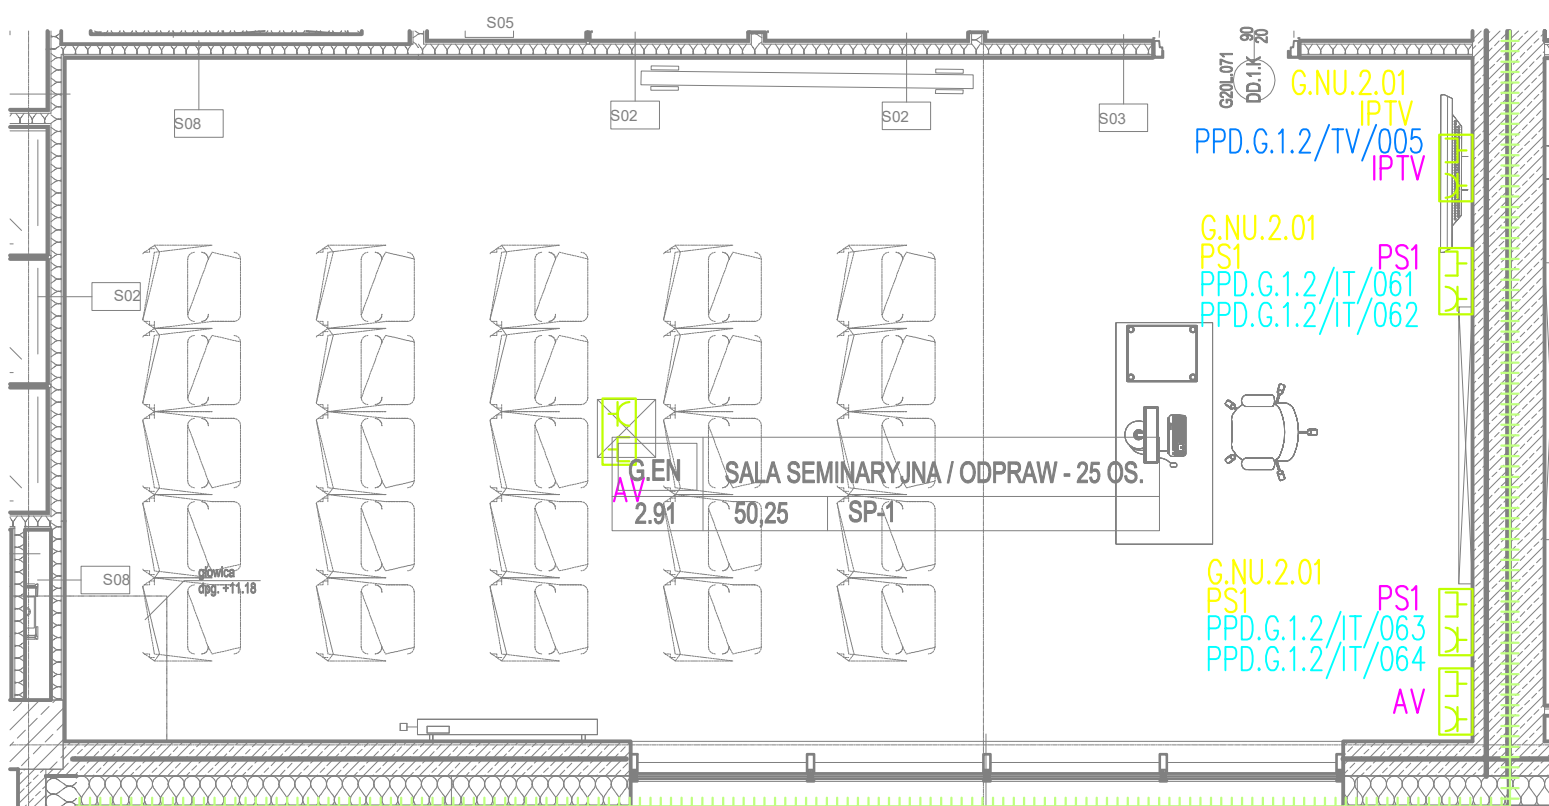 S05
90
20
G20L.071
DD.1.K
G.NU.2.01
IPTV
PPD.G.1.2/TV/005
IPTV
S08
S02
S02
S03
G.NU.2.01
PS1
PS1
PPD.G.1.2/IT/061
PPD.G.1.2/IT/062
S02
G.EN
SALA SEMINARYJNA / ODPRAW - 25 OS.
AV
2.91
50,25
SP-1
S08
głowica
dpg. +11.18
G.NU.2.01
PS1
PS1
PPD.G.1.2/IT/063
PPD.G.1.2/IT/064
AV